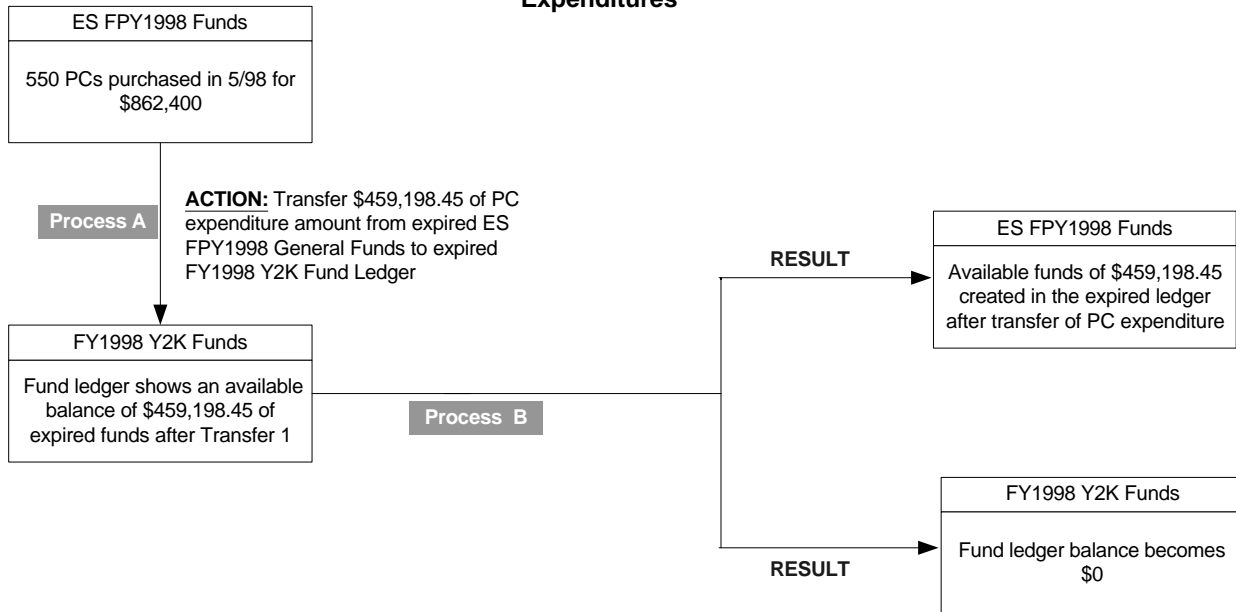 Expenditures
ES FPY1998 Funds
550 PCs purchased in 5/98 for
$862,400
Process A
ACTION: Transfer $459,198.45 of PC
expenditure amount from expired ES
FPY1998 General Funds to expired
FY1998 Y2K Fund Ledger
FY1998 Y2K Funds
Fund ledger shows an available
balance of $459,198.45 of
expired funds after Transfer 1
Process B
RESULT
ES FPY1998 Funds
Available funds of $459,198.45
created in the expired ledger
after transfer of PC expenditure
RESULT
FY1998 Y2K Funds
Fund ledger balance becomes
$0